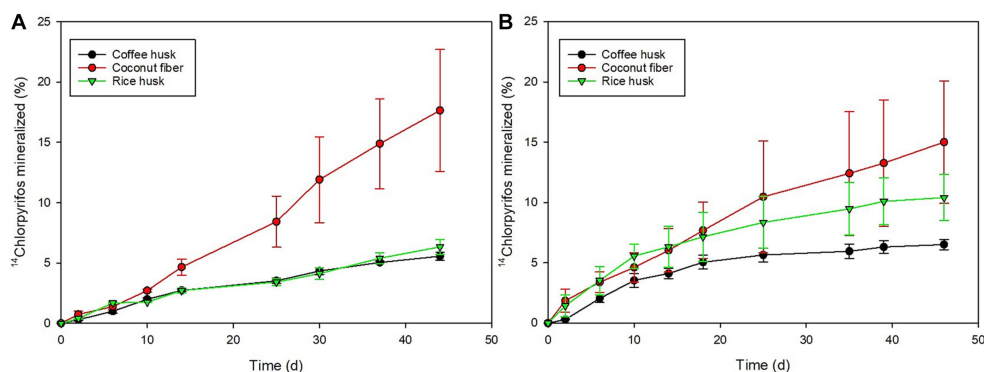 A
25
20
15
10
5
0
¹⁴Chlorpyrifos mineralized (%)
Coffee husk
Coconut fiber
Rice husk
0 10 20 30 40 50
Time (d)
B
25
20
15
10
5
0
¹⁴Chlorpyrifos mineralized (%)
Coffee husk
Coconut fiber
Rice husk
0 10 20 30 40 50
Time (d)